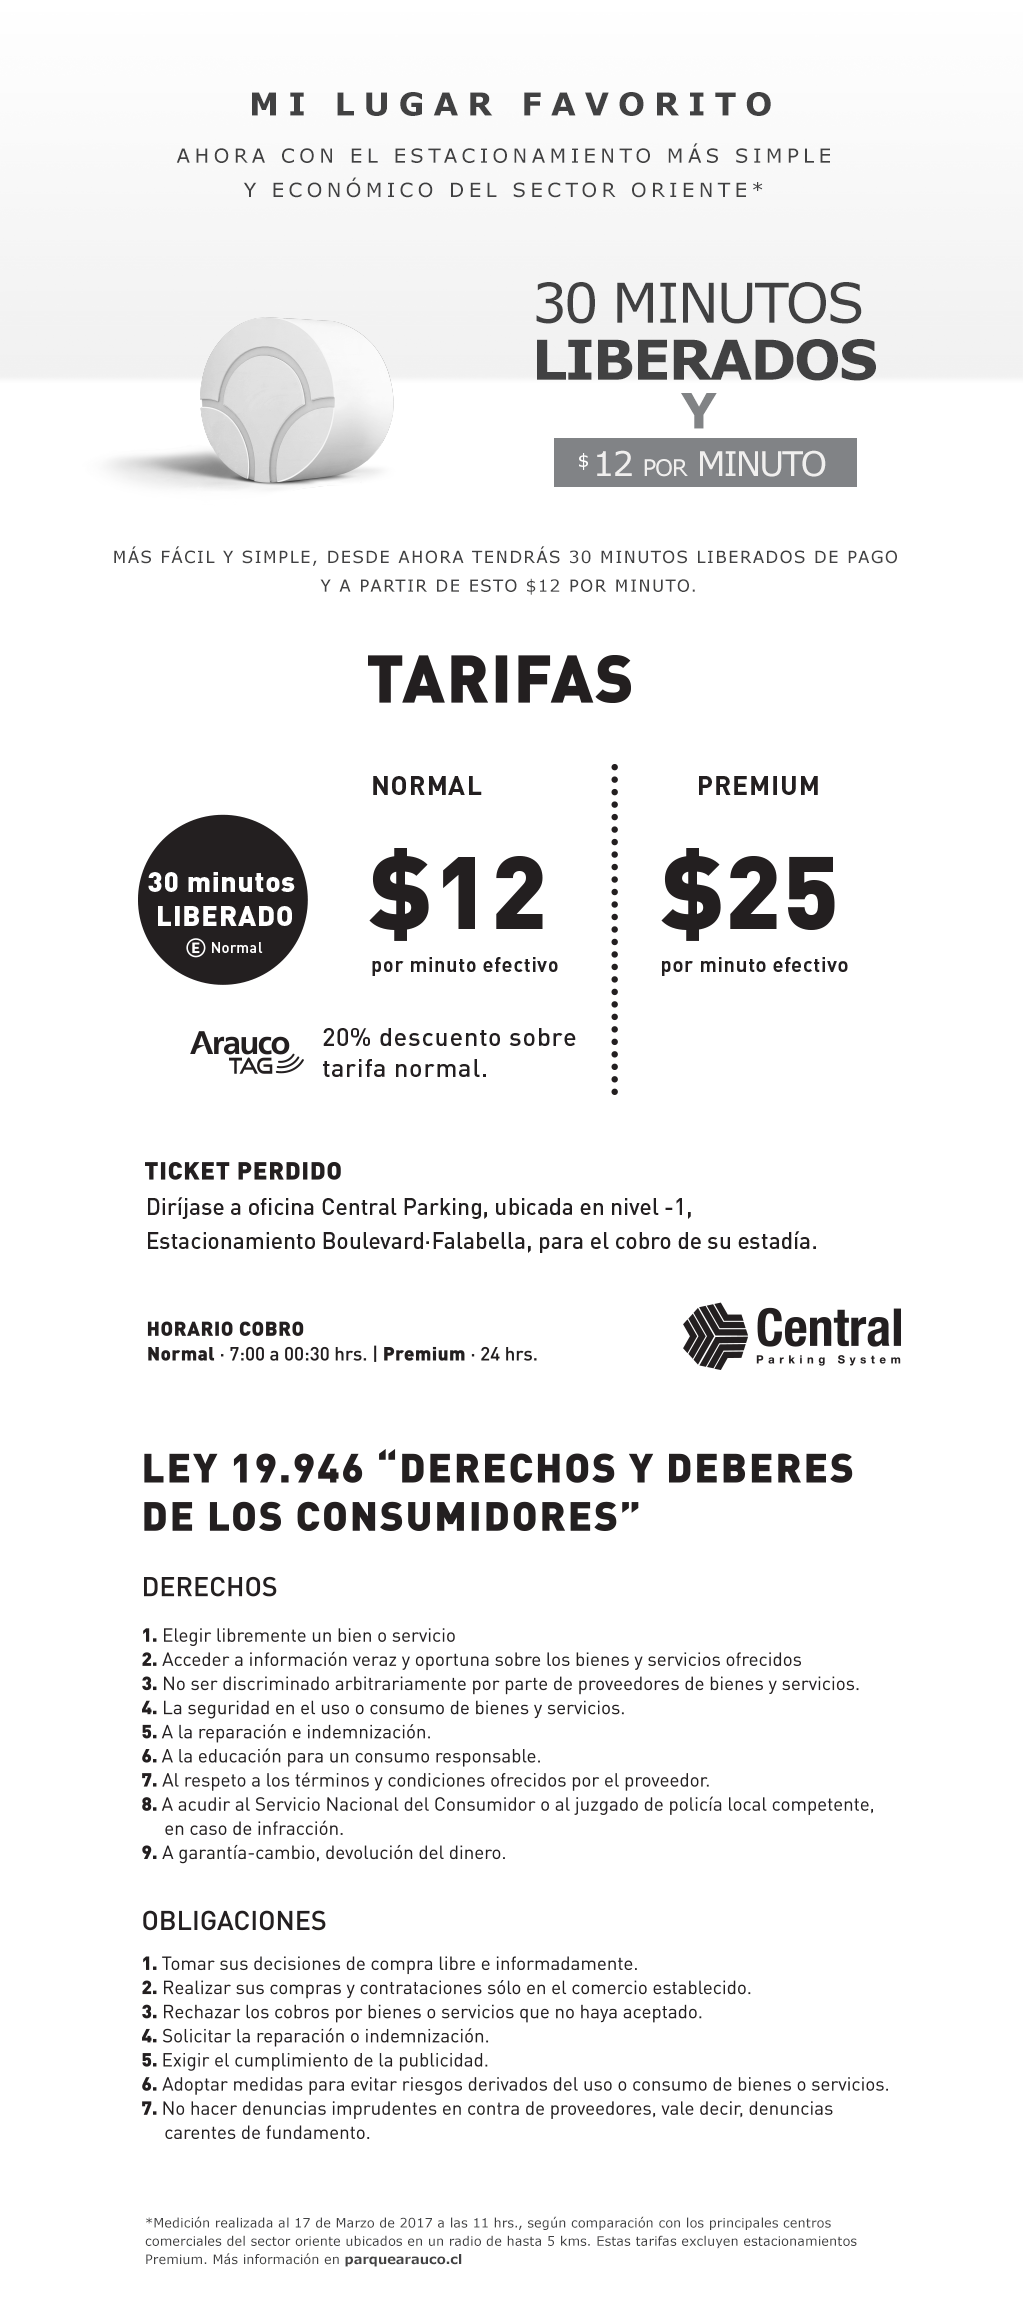 MI LUGAR FAVORITO
AHORA CON EL ESTACIONAMIENTO MÁS SIMPLE
Y ECONÓMICO DEL SECTOR ORIENTE*
30 MINUTOS
LIBERADOS
Y
$12 POR MINUTO
MÁS FÁCIL Y SIMPLE, DESDE AHORA TENDRÁS 30 MINUTOS LIBERADOS DE PAGO
Y A PARTIR DE ESTO $12 POR MINUTO.
TARIFAS
NORMAL
PREMIUM
30 minutos
LIBERADO
E Normal
$12
por minuto efectivo
$25
por minuto efectivo
Arauco
TAG
20% descuento sobre
tarifa normal.
TICKET PERDIDO
Diríjase a oficina Central Parking, ubicada en nivel -1,
Estacionamiento Boulevard·Falabella, para el cobro de su estadía.
HORARIO COBRO
Normal · 7:00 a 00:30 hrs. | Premium · 24 hrs.
Central
Parking System
LEY 19.946 “DERECHOS Y DEBERES
DE LOS CONSUMIDORES”
DERECHOS
1. Elegir libremente un bien o servicio
2. Acceder a información veraz y oportuna sobre los bienes y servicios ofrecidos
3. No ser discriminado arbitrariamente por parte de proveedores de bienes y servicios.
4. La seguridad en el uso o consumo de bienes y servicios.
5. A la reparación e indemnización.
6. A la educación para un consumo responsable.
7. Al respeto a los términos y condiciones ofrecidos por el proveedor.
8. A acudir al Servicio Nacional del Consumidor o al juzgado de policía local competente,
en caso de infracción.
9. A garantía-cambio, devolución del dinero.
OBLIGACIONES
1. Tomar sus decisiones de compra libre e informadamente.
2. Realizar sus compras y contrataciones sólo en el comercio establecido.
3. Rechazar los cobros por bienes o servicios que no haya aceptado.
4. Solicitar la reparación o indemnización.
5. Exigir el cumplimiento de la publicidad.
6. Adoptar medidas para evitar riesgos derivados del uso o consumo de bienes o servicios.
7. No hacer denuncias imprudentes en contra de proveedores, vale decir, denuncias
carentes de fundamento.
*Medición realizada al 17 de Marzo de 2017 a las 11 hrs., según comparación con los principales centros
comerciales del sector oriente ubicados en un radio de hasta 5 kms. Estas tarifas excluyen estacionamientos
Premium. Más información en parquearauco.cl